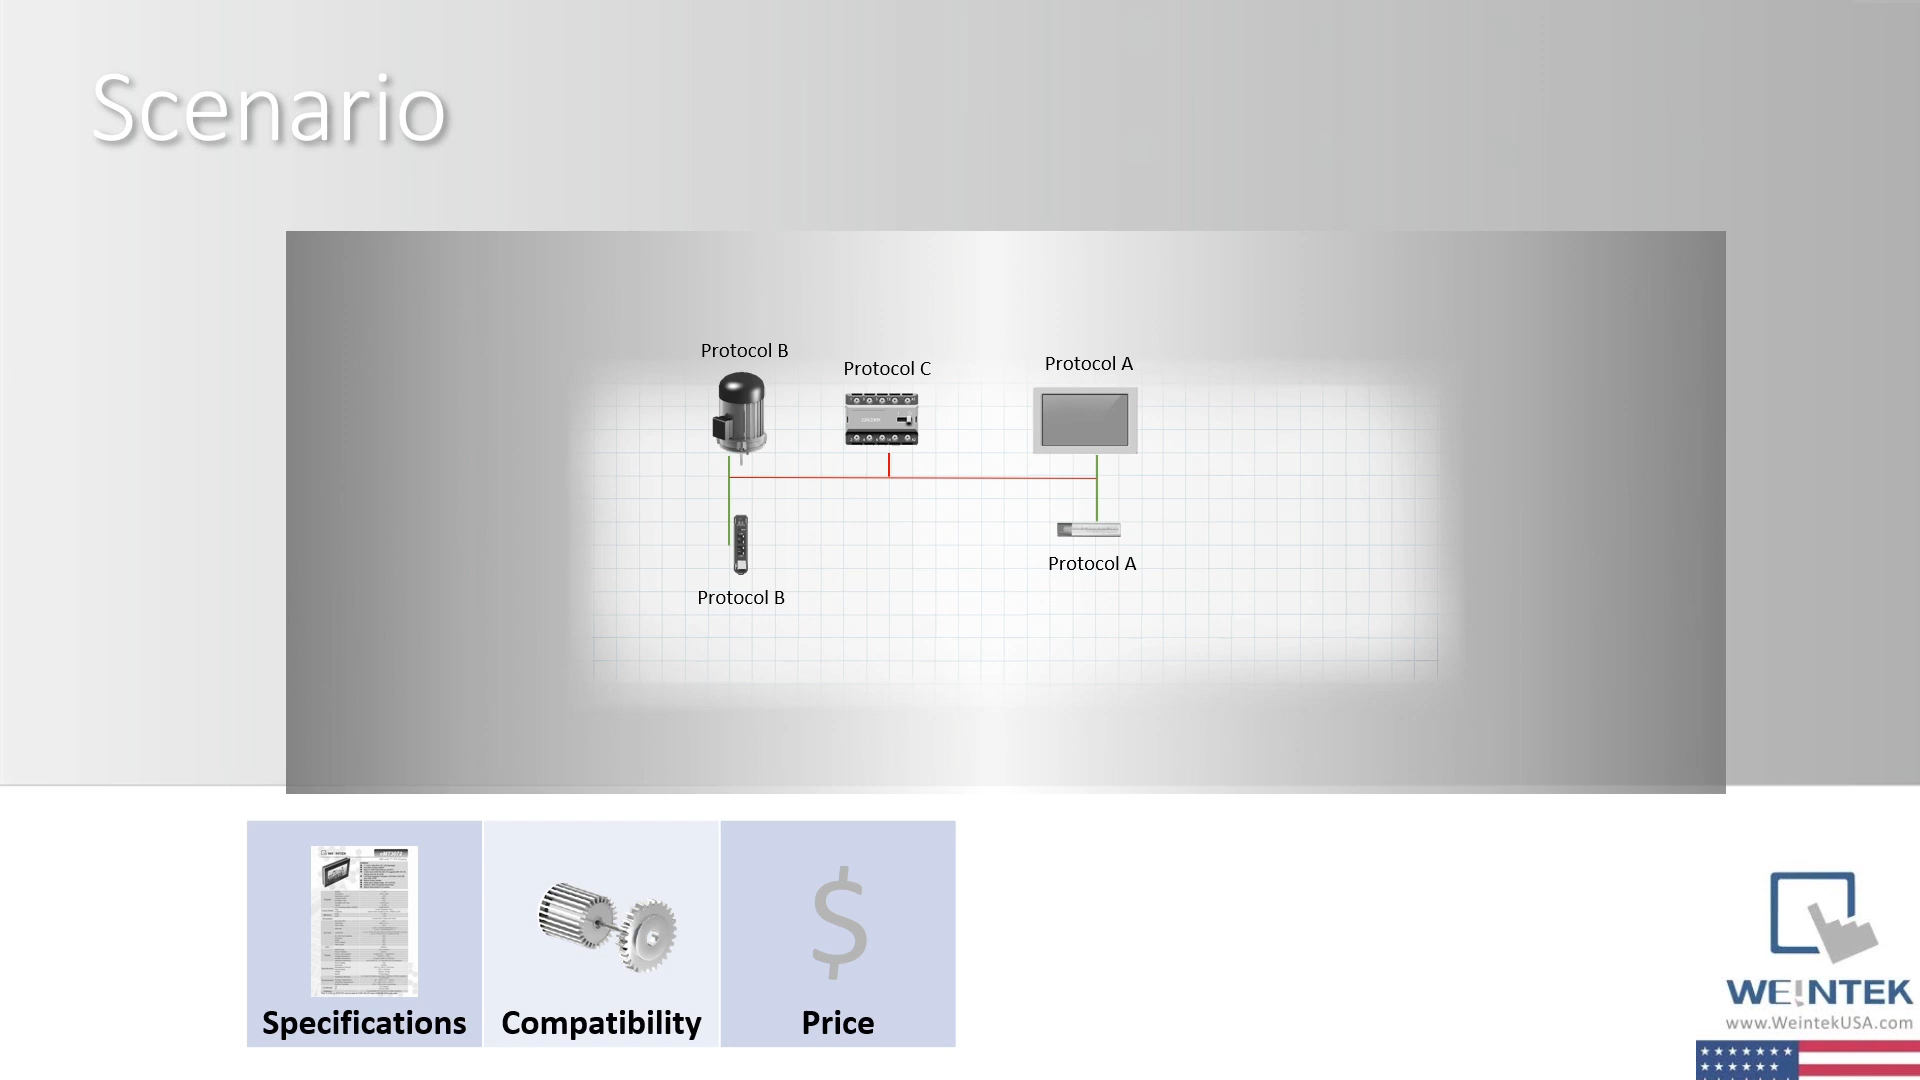 Scenario
Protocol B
Protocol C
Protocol A
Protocol A
Protocol B
Specifications
Compatibility
$
Price
WEINTEK
www.WeintekUSA.com